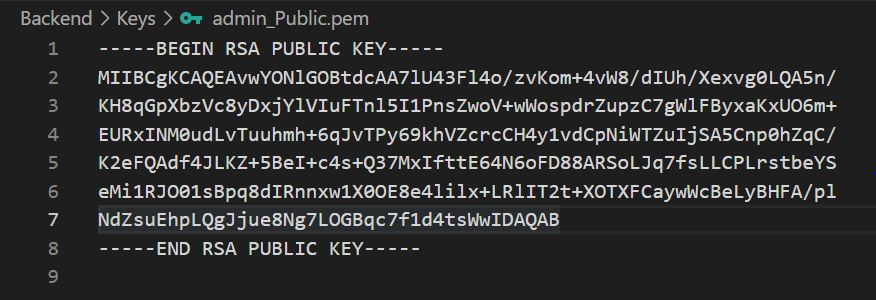 Backend > Keys > admin_Public.pem
1 -----BEGIN RSA PUBLIC KEY-----
2 MIIBCgKCAQEAvwYONlGOBtdcAA7lU43Fl4o/zvKom+4vW8/dIUh/Xexvg0LQA5n/
3 KH8qGpXbzVc8yDxjYlVIuFTnl5I1PnsZwoV+wWospdrZupzC7gWlFByxaKxUO6m+
4 EURxINM0udLvTuuhmh+6qJvTPy69khVZcrcCH4y1vdCpNiWTZuIjSA5Cnp0hZqC/
5 K2eFQAdf4JLKZ+5BeI+c4s+Q37MxIfttE64N6oFD88ARSoLJq7fsLLCPLrstbeYS
6 eMi1RJO01sBpq8dIRnnxw1X0OE8e4lilx+LRlIT2t+XOTXFCaywWcBeLyBHFA/pl
7 NdZsuEhpLQgJjue8Ng7LOGBqc7f1d4tsWwIDAQAB
8 -----END RSA PUBLIC KEY-----
9